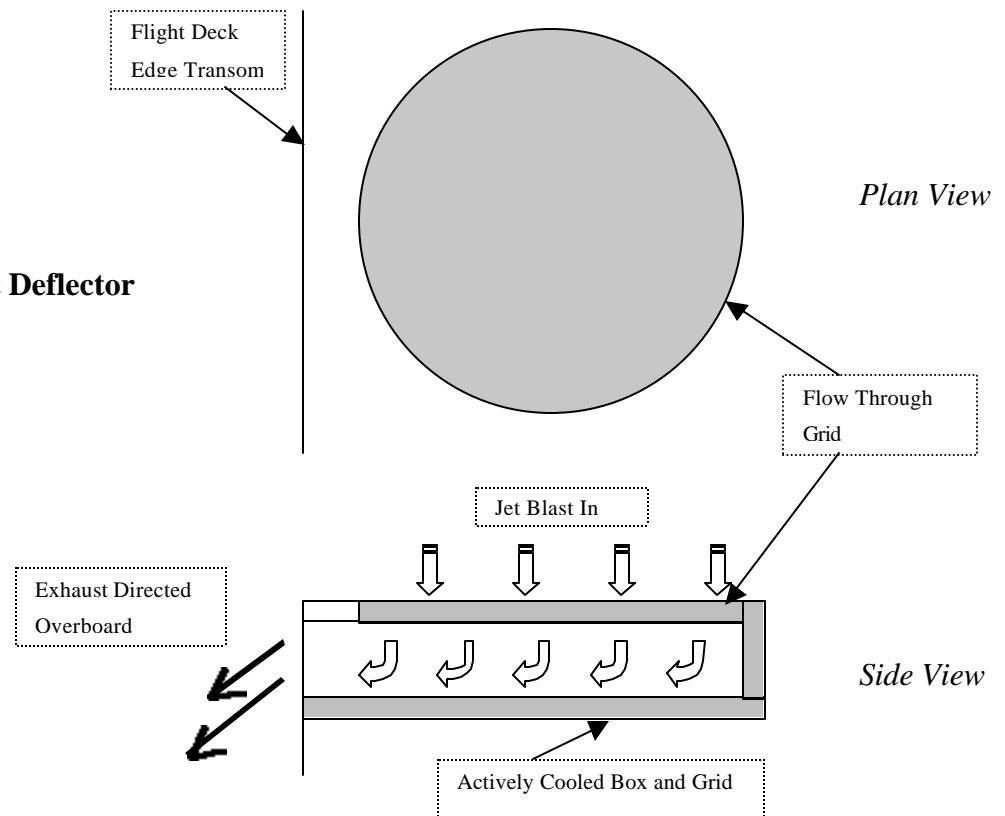 Flight Deck
Edge Transom
Plan View
Deflector
Flow Through
Grid
Jet Blast In
Exhaust Directed
Overboard
Side View
Actively Cooled Box and Grid